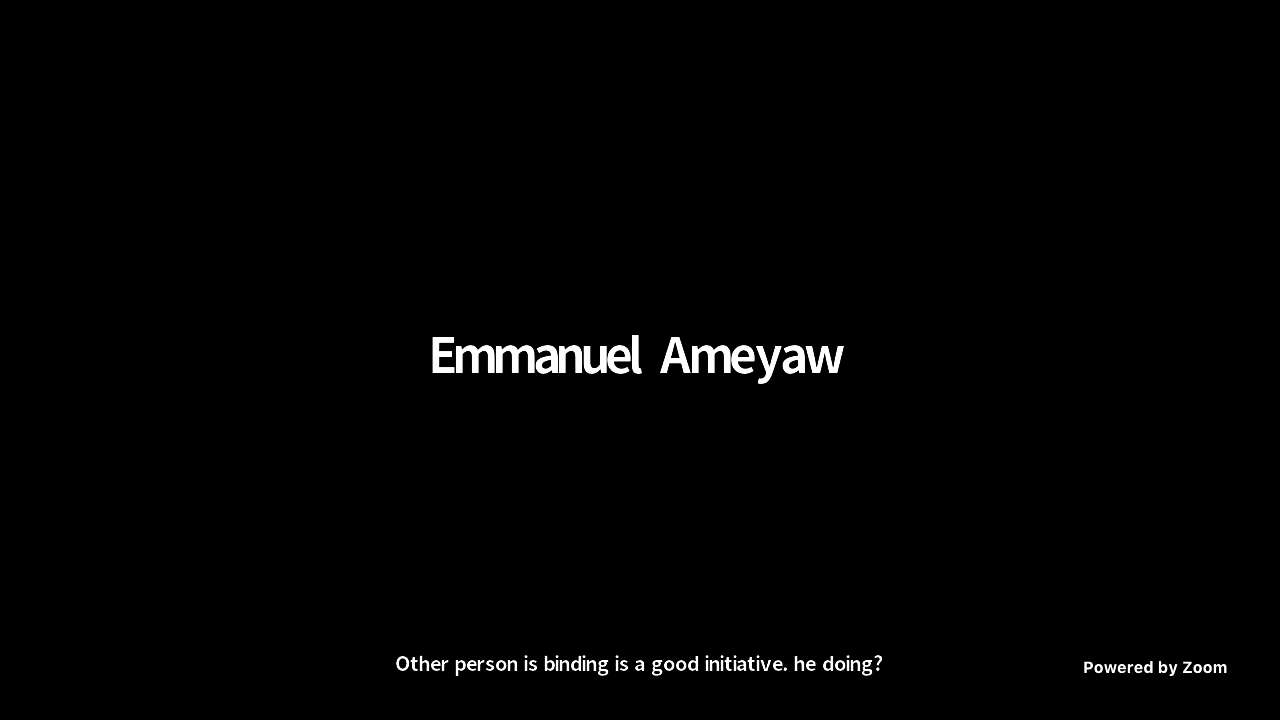 Emmanuel Ameyaw
Other person is binding is a good initiative. he doing?
Powered by Zoom